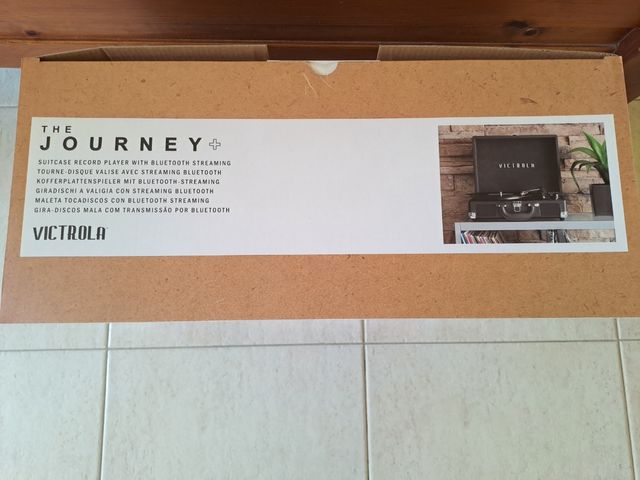 THE
JOURNEY+
SUITCASE RECORD PLAYER WITH BLUETOOTH STREAMING
TOURNE-DISQUE VALISE AVEC STREAMING BLUETOOTH
KOFFERPLATTENSPIELER MIT BLUETOOTH-STREAMING
GIRADISCHI A VALIGIA CON STREAMING BLUETOOTH
MALETA TOCADISCOS CON BLUETOOTH STREAMING
GIRA-DISCOS MALA COM TRANSMISSÃO POR BLUETOOTH
VICTROLA
VICTROLA